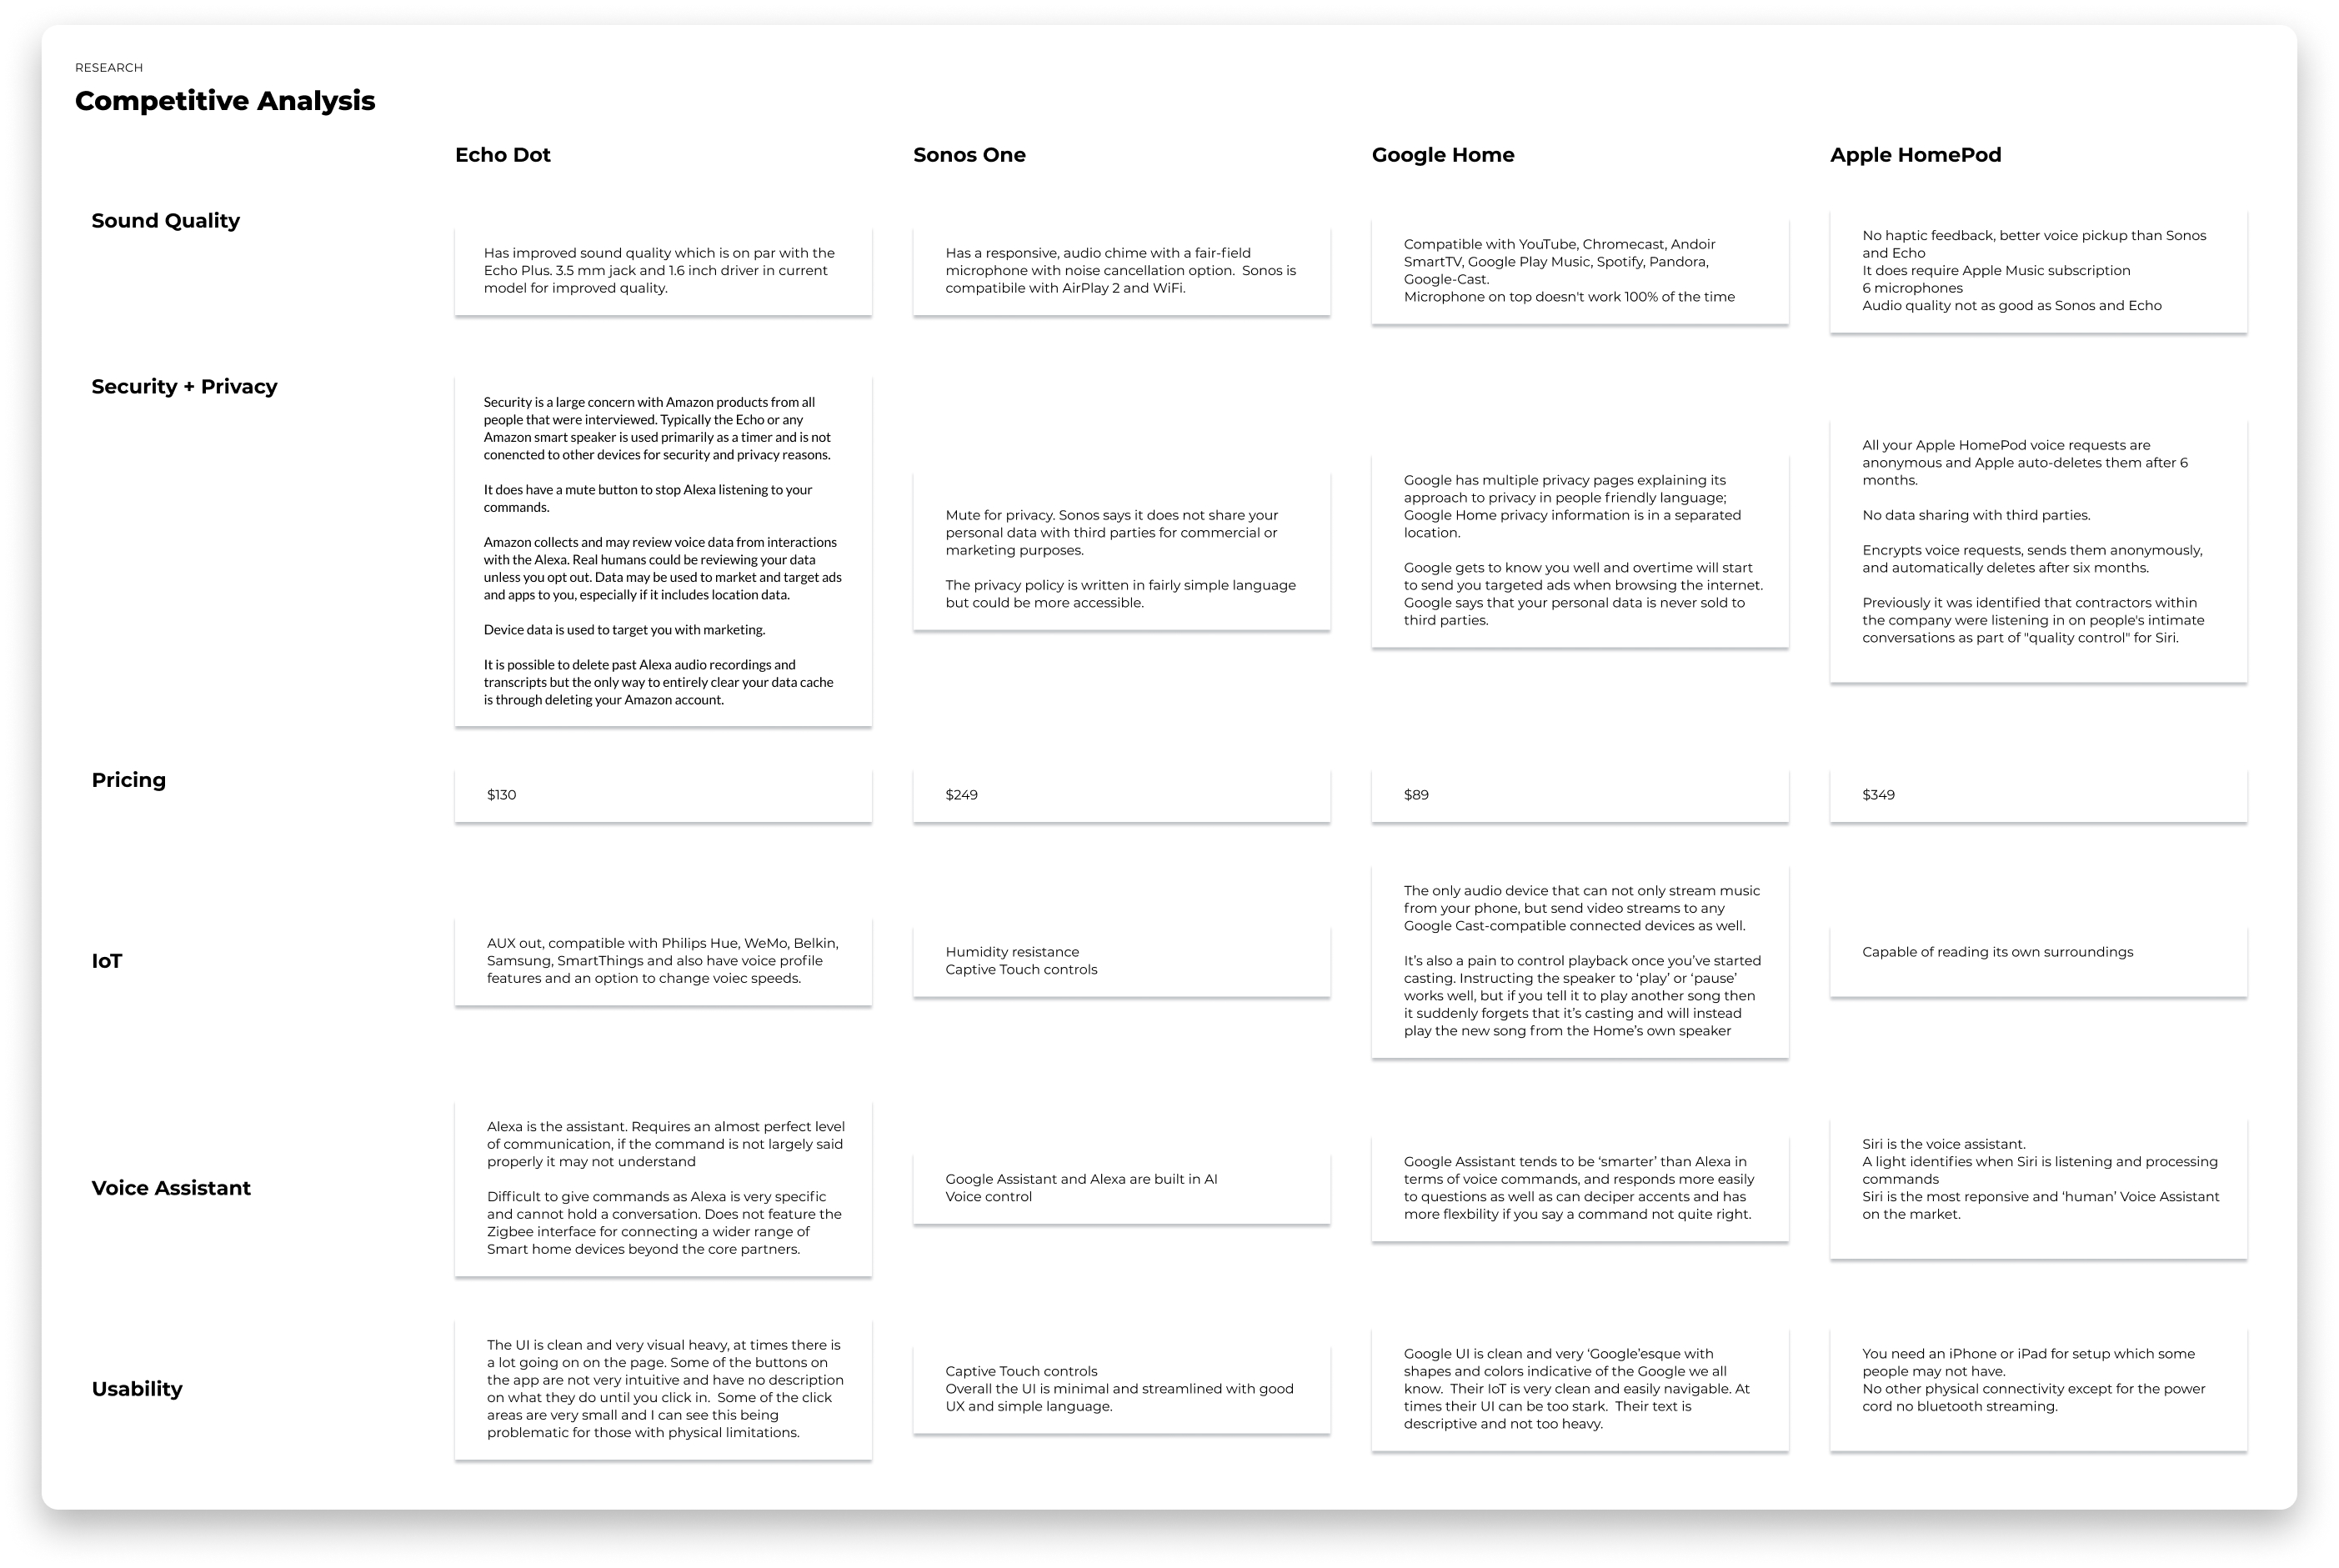 RESEARCH
Competitive Analysis
Echo Dot
Sonos One
Google Home
Apple HomePod
Sound Quality
Has improved sound quality which is on par with the
Echo Plus. 3.5 mm jack and 1.6 inch driver in current
model for improved quality.
Has a responsive, audio chime with a fair-field
microphone with noise cancellation option.  Sonos is
compatibile with AirPlay 2 and WiFi.
Compatible with YouTube, Chromecast, Andoir
SmartTV, Google Play Music, Spotify, Pandora,
Google-Cast.
Microphone on top doesn't work 100% of the time
No haptic feedback, better voice pickup than Sonos
and Echo
It does require Apple Music subscription
6 microphones
Audio quality not as good as Sonos and Echo
Security + Privacy
Security is a large concern with Amazon products from all
people that were interviewed. Typically the Echo or any
Amazon smart speaker is used primarily as a timer and is not
conencted to other devices for security and privacy reasons.
It does have a mute button to stop Alexa listening to your
commands.
Amazon collects and may review voice data from interactions
with the Alexa. Real humans could be reviewing your data
unless you opt out. Data may be used to market and target ads
and apps to you, especially if it includes location data.
Device data is used to target you with marketing.
It is possible to delete past Alexa audio recordings and
transcripts but the only way to entirely clear your data cache
is through deleting your Amazon account.
Mute for privacy. Sonos says it does not share your
personal data with third parties for commercial or
marketing purposes.
The privacy policy is written in fairly simple language
but could be more accessible.
Google has multiple privacy pages explaining its
approach to privacy in people friendly language;
Google Home privacy information is in a separated
location.
Google gets to know you well and overtime will start
to send you targeted ads when browsing the internet.
Google says that your personal data is never sold to
third parties.
All your Apple HomePod voice requests are
anonymous and Apple auto-deletes them after 6
months.
No data sharing with third parties.
Encrypts voice requests, sends them anonymously,
and automatically deletes after six months.
Previously it was identified that contractors within
the company were listening in on people's intimate
conversations as part of "quality control" for Siri.
Pricing
$130
$249
$89
$349
IoT
AUX out, compatible with Philips Hue, WeMo, Belkin,
Samsung, SmartThings and also have voice profile
features and an option to change voiec speeds.
Humidity resistance
Captive Touch controls
The only audio device that can not only stream music
from your phone, but send video streams to any
Google Cast-compatible connected devices as well.
It’s also a pain to control playback once you’ve started
casting. Instructing the speaker to ‘play’ or ‘pause’
works well, but if you tell it to play another song then
it suddenly forgets that it’s casting and will instead
play the new song from the Home’s own speaker
Capable of reading its own surroundings
Voice Assistant
Alexa is the assistant. Requires an almost perfect level
of communication, if the command is not largely said
properly it may not understand
Difficult to give commands as Alexa is very specific
and cannot hold a conversation. Does not feature the
Zigbee interface for connecting a wider range of
Smart home devices beyond the core partners.
Google Assistant and Alexa are built in AI
Voice control
Google Assistant tends to be ‘smarter’ than Alexa in
terms of voice commands, and responds more easily
to questions as well as can deciper accents and has
more flexbility if you say a command not quite right.
Siri is the voice assistant.
A light identifies when Siri is listening and processing
commands
Siri is the most reponsive and ‘human’ Voice Assistant
on the market.
Usability
The UI is clean and very visual heavy, at times there is
a lot going on on the page. Some of the buttons on
the app are not very intuitive and have no description
on what they do until you click in.  Some of the click
areas are very small and I can see this being
problematic for those with physical limitations.
Captive Touch controls
Overall the UI is minimal and streamlined with good
UX and simple language.
Google UI is clean and very ‘Google’esque with
shapes and colors indicative of the Google we all
know.  Their IoT is very clean and easily navigable. At
times their UI can be too stark.  Their text is
descriptive and not too heavy.
You need an iPhone or iPad for setup which some
people may not have.
No other physical connectivity except for the power
cord no bluetooth streaming.